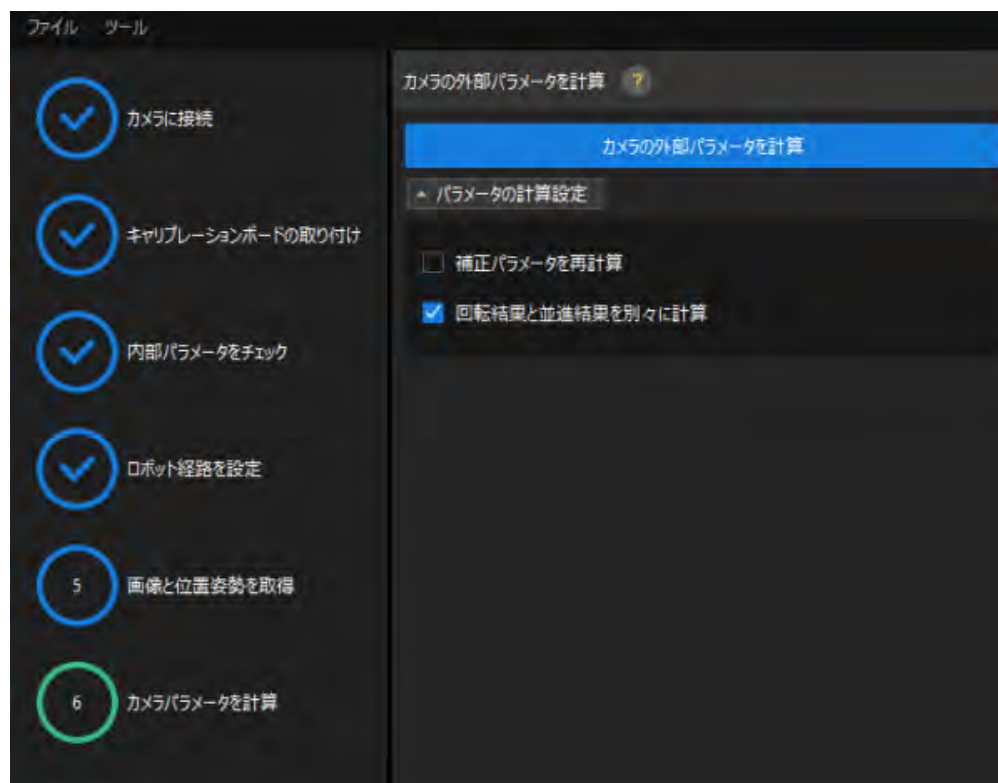 ファイル ツール
カメラに接続
キャリブレーションボードの取り付け
内部パラメータをチェック
ロボット経路を設定
5 画像と位置姿勢を取得
6 カメラパラメータを計算
カメラの外部パラメータを計算 ?
カメラの外部パラメータを計算
パラメータの計算設定
補正パラメータを再計算
回転結果と並進結果を別々に計算